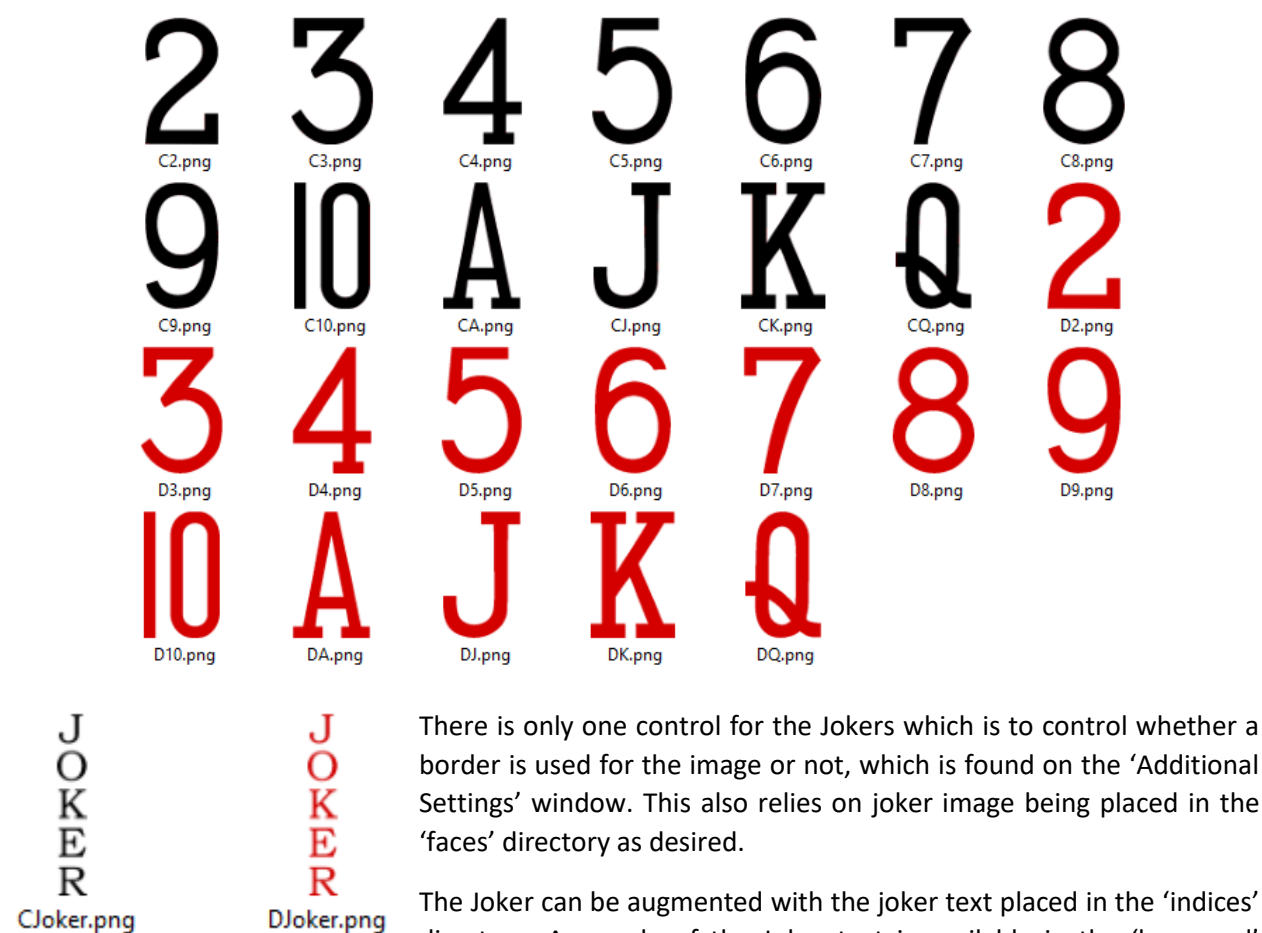 2 3 4 5 6 7 8
C2.png C3.png C4.png C5.png C6.png C7.png C8.png
9 10 A J K Q 2
C9.png C10.png CA.png CJ.png CK.png CQ.png D2.png
3 4 5 6 7 8 9
D3.png D4.png D5.png D6.png D7.png D8.png D9.png
10 A J K Q
D10.png DA.png DJ.png DK.png DQ.png
J
O
K
E
R
CJoker.png
J
O
K
E
R
DJoker.png
There is only one control for the Jokers which is to control whether a
border is used for the image or not, which is found on the ‘Additional
Settings’ window. This also relies on joker image being placed in the
‘faces’ directory as desired.
The Joker can be augmented with the joker text placed in the ‘indices’